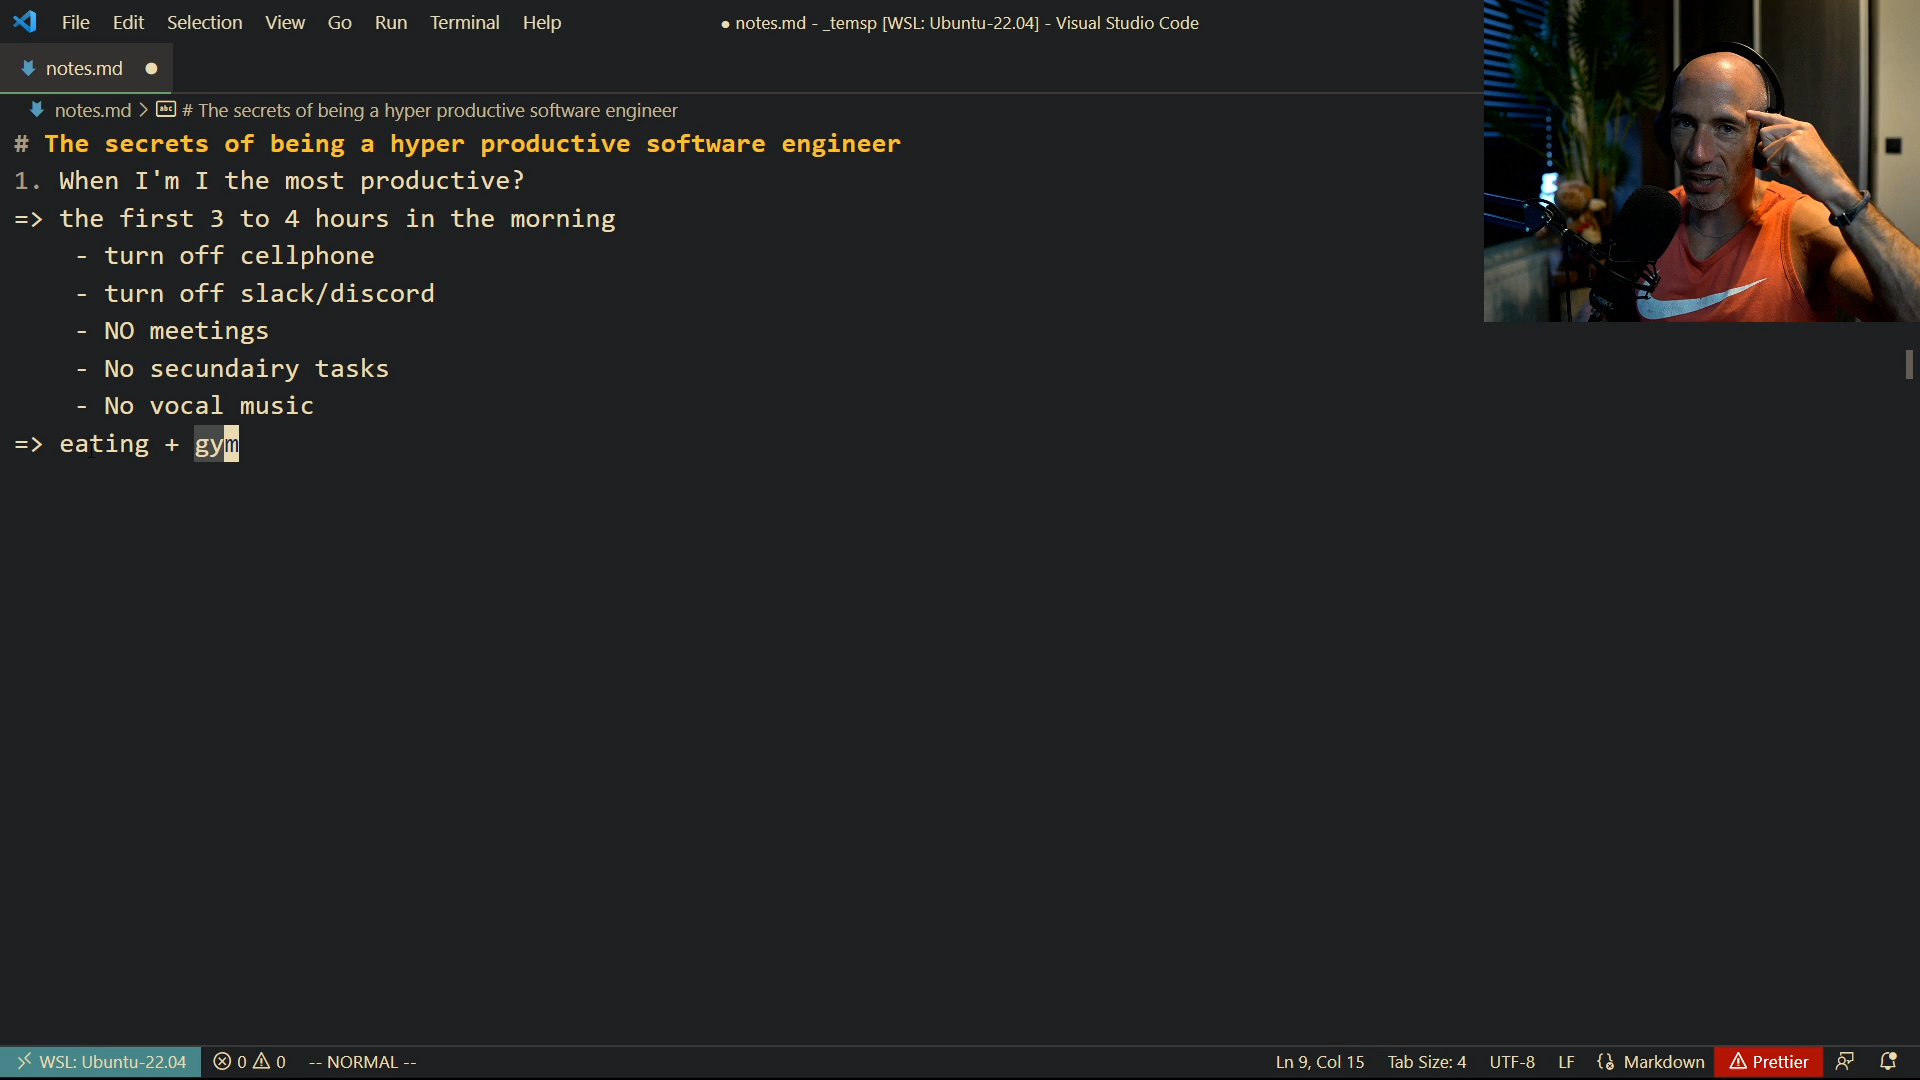 File Edit Selection View Go Run Terminal Help
● notes.md - _temsp [WSL: Ubuntu-22.04] - Visual Studio Code
notes.md ●
notes.md > # The secrets of being a hyper productive software engineer
# The secrets of being a hyper productive software engineer
1. When I'm I the most productive?
=> the first 3 to 4 hours in the morning
- turn off cellphone
- turn off slack/discord
- NO meetings
- No secundairy tasks
- No vocal music
=> eating + gym
WSL: Ubuntu-22.04 0 0 -- NORMAL -- Ln 9, Col 15 Tab Size: 4 UTF-8 LF Markdown Prettier